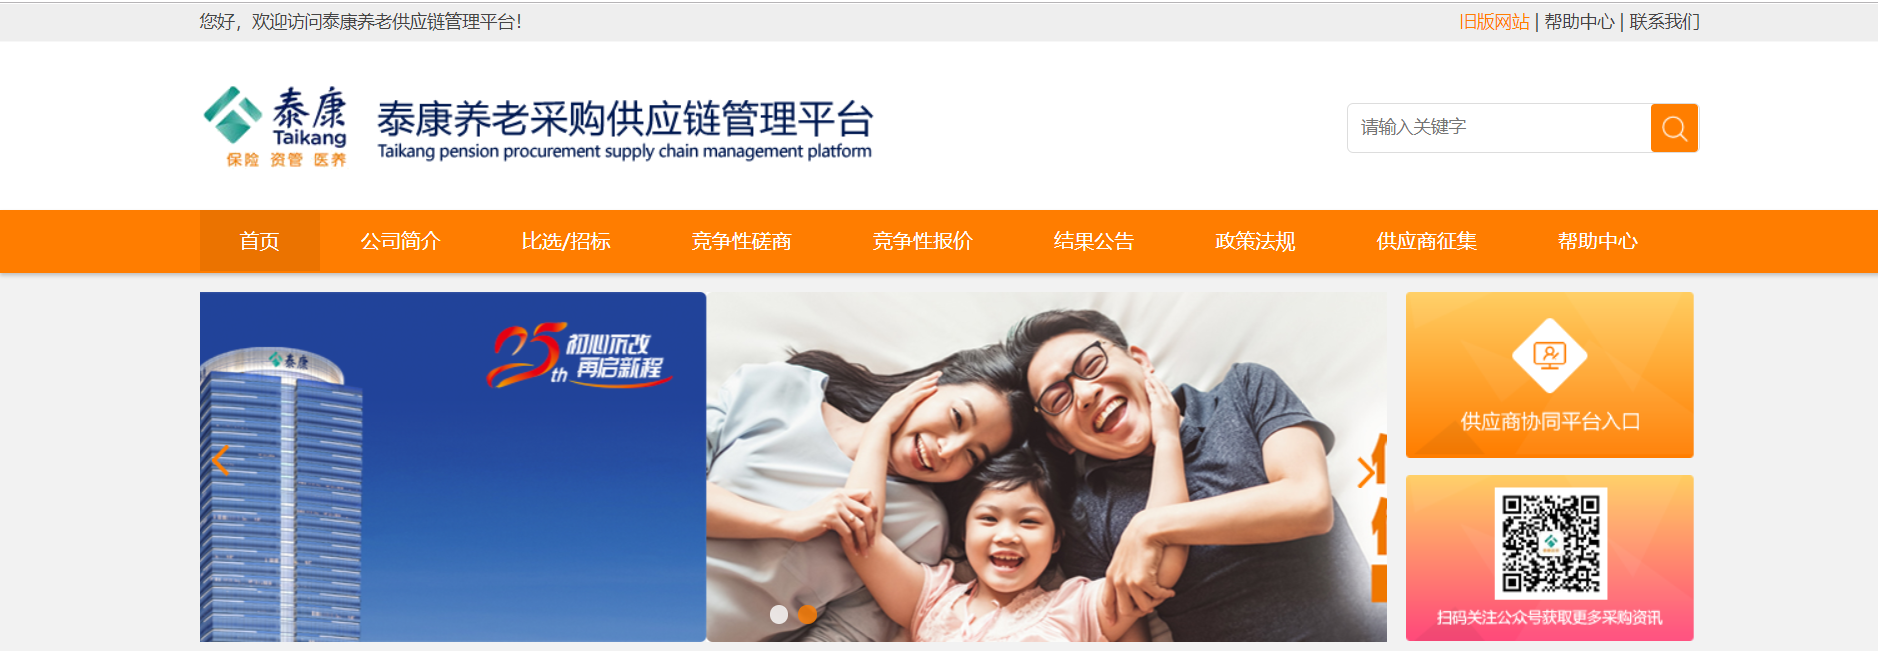 您好，欢迎访问泰康养老供应链管理平台！
旧版网站 | 帮助中心 | 联系我们
泰康
Taikang
保险 资管 医养
泰康养老采购供应链管理平台
Taikang pension procurement supply chain management platform
请输入关键字
首页 公司简介 比选/招标 竞争性磋商 竞争性报价 结果公告 政策法规 供应商征集 帮助中心
泰康
25th
初心不改
再启新程
供应商协同平台入口
扫码关注公众号获取更多采购资讯